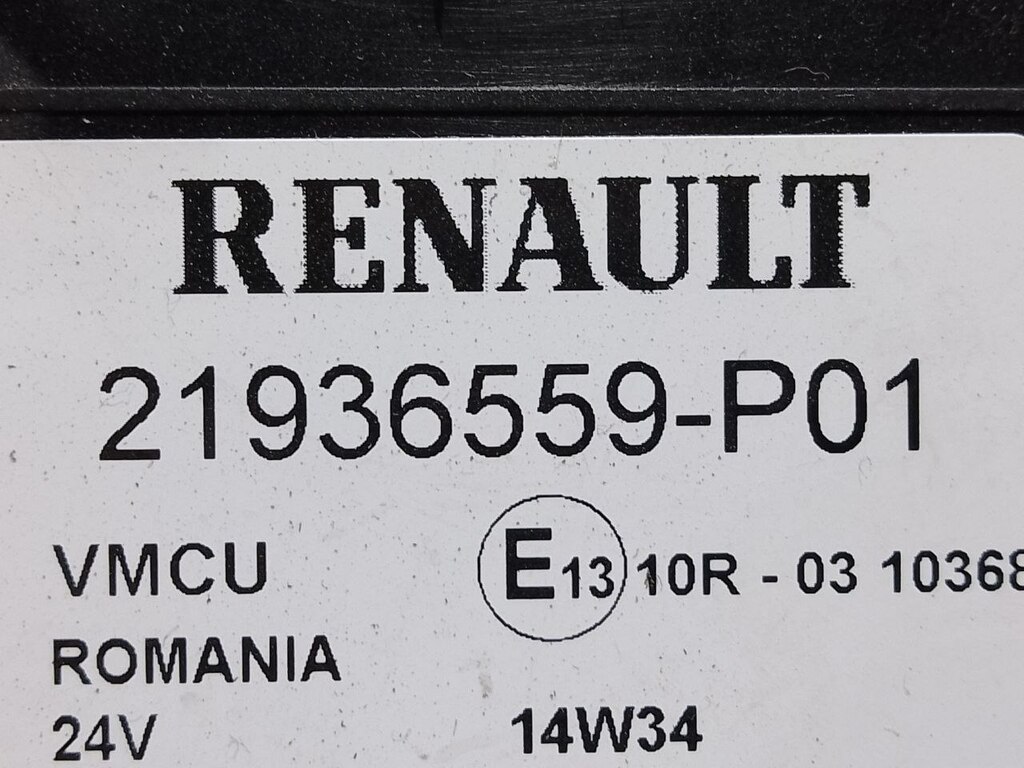 RENAULT
21936559-P01
VMCU
E13 10R - 03 10368
ROMANIA
24V
14W34